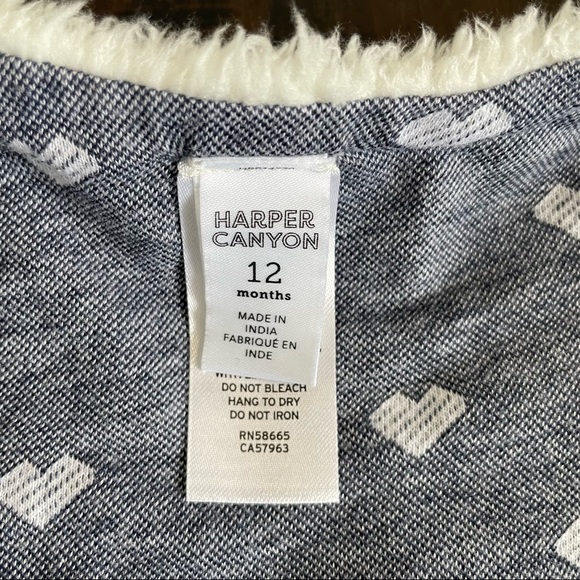 HARPER
CANYON
12
months
MADE IN
INDIA
FABRIQUÉ EN
INDE
DO NOT BLEACH
HANG TO DRY
DO NOT IRON
RN58665
CA57963